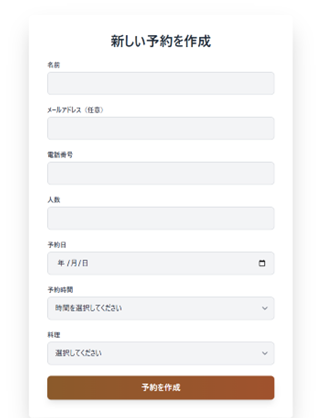 新しい予約を作成
名前
メールアドレス（任意）
電話番号
人数
予約日
年 /月/日
予約時間
時間を選択してください
料理
選択してください
予約を作成